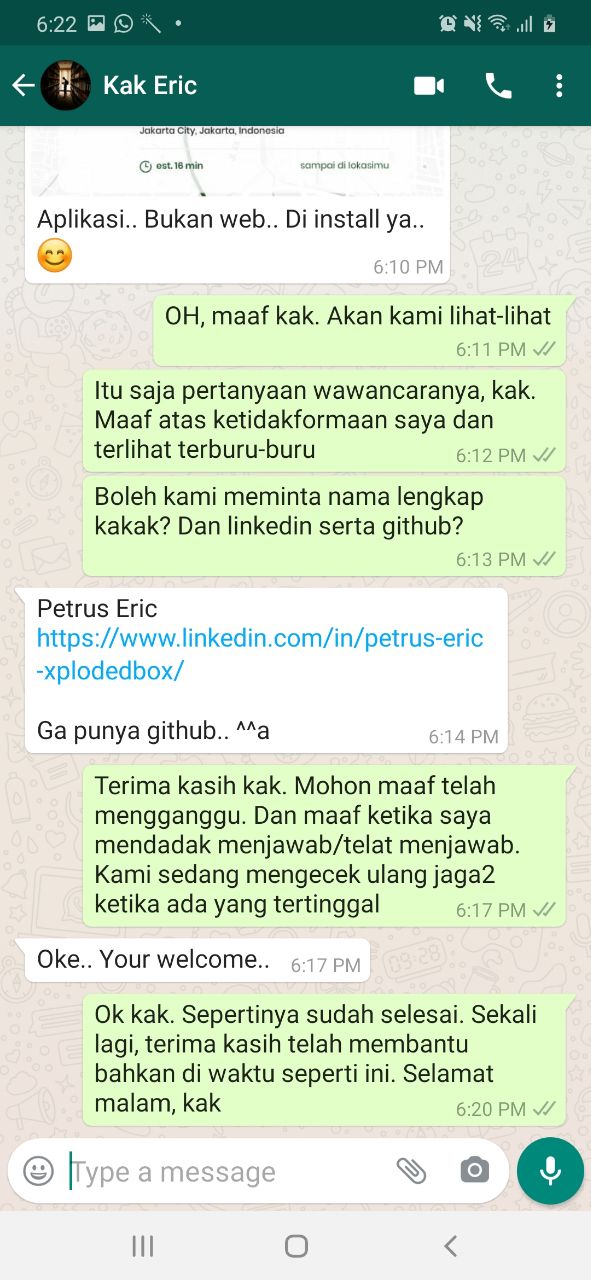 6:22
Kak Eric
Jakarta City, Jakarta, Indonesia
est. 16 min
sampai di lokasimu
Aplikasi.. Bukan web.. Di install ya..
😊
6:10 PM
OH, maaf kak. Akan kami lihat-lihat
6:11 PM
Itu saja pertanyaan wawancaranya, kak.
Maaf atas ketidakformaan saya dan
terlihat terburu-buru
6:12 PM
Boleh kami meminta nama lengkap
kakak? Dan linkedin serta github?
6:13 PM
Petrus Eric
https://www.linkedin.com/in/petrus-eric
-xplodedbox/
Ga punya github.. ^^a
6:14 PM
Terima kasih kak. Mohon maaf telah
mengganggu. Dan maaf ketika saya
mendadak menjawab/telat menjawab.
Kami sedang mengecek ulang jaga2
ketika ada yang tertinggal
6:17 PM
Oke.. Your welcome..
6:17 PM
Ok kak. Sepertinya sudah selesai. Sekali
lagi, terima kasih telah membantu
bahkan di waktu seperti ini. Selamat
malam, kak
6:20 PM
Type a message